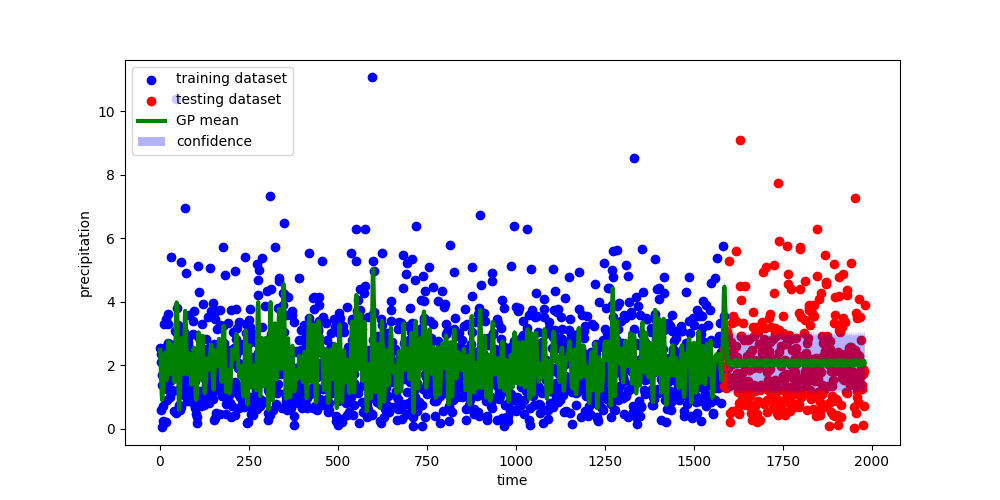 training dataset
testing dataset
GP mean
confidence
10
8
6
4
2
0
precipitation
0 250 500 750 1000 1250 1500 1750 2000
time